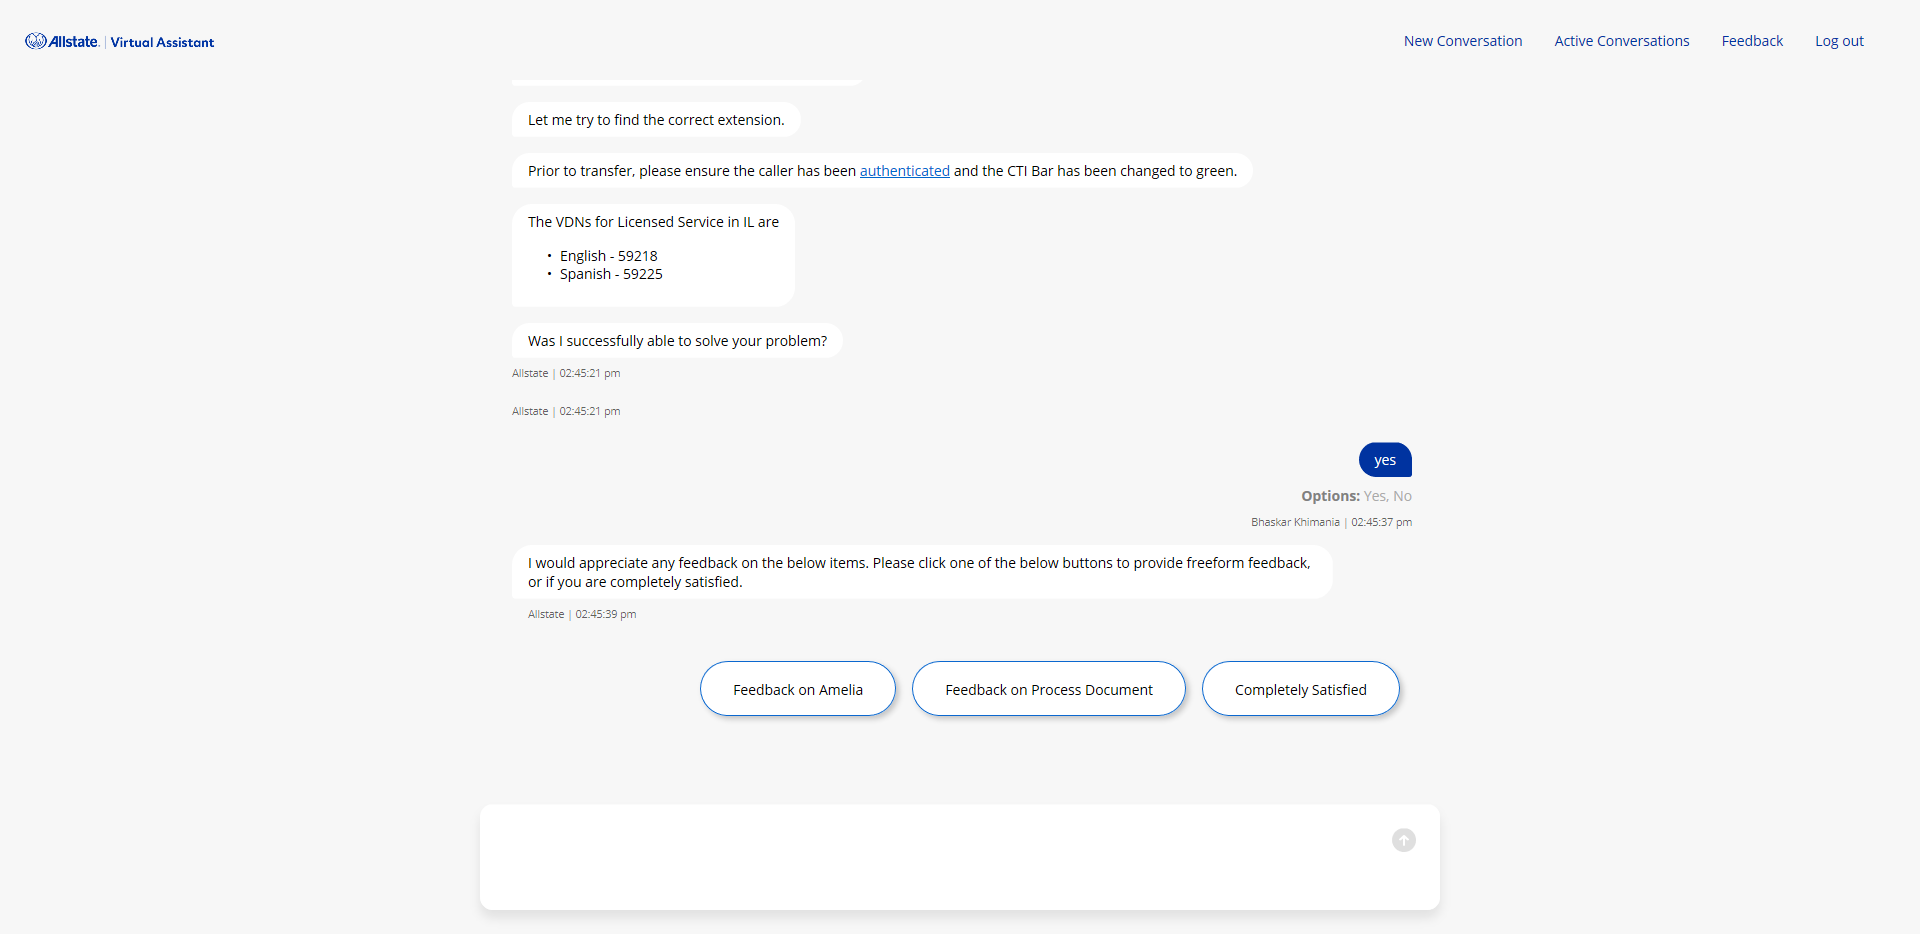 Allstate. | Virtual Assistant
New Conversation Active Conversations Feedback Log out
Let me try to find the correct extension.
Prior to transfer, please ensure the caller has been authenticated and the CTI Bar has been changed to green.
The VDNs for Licensed Service in IL are
• English - 59218
• Spanish - 59225
Was I successfully able to solve your problem?
Allstate | 02:45:21 pm
Allstate | 02:45:21 pm
yes
Options: Yes, No
Bhaskar Khimania | 02:45:37 pm
I would appreciate any feedback on the below items. Please click one of the below buttons to provide freeform feedback,
or if you are completely satisfied.
Allstate | 02:45:39 pm
Feedback on Amelia Feedback on Process Document Completely Satisfied